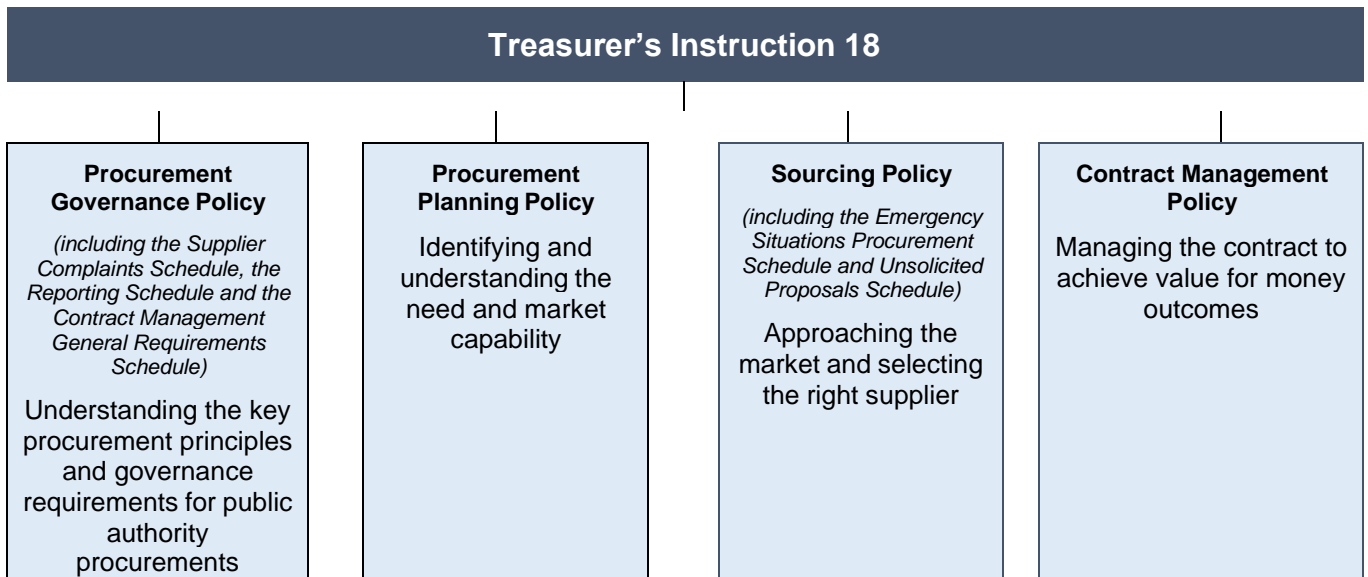 Treasurer’s Instruction 18
Procurement
Governance Policy
(including the Supplier
Complaints Schedule, the
Reporting Schedule and the
Contract Management
General Requirements
Schedule)
Understanding the key
procurement principles
and governance
requirements for public
authority
procurements
Procurement
Planning Policy
Identifying and
understanding the
need and market
capability
Sourcing Policy
(including the Emergency
Situations Procurement
Schedule and Unsolicited
Proposals Schedule)
Approaching the
market and selecting
the right supplier
Contract Management
Policy
Managing the contract to
achieve value for money
outcomes